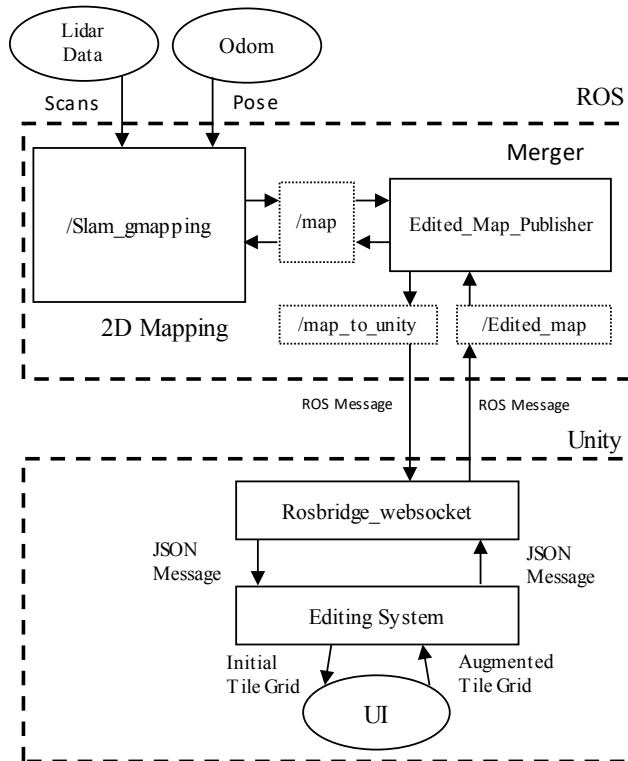 Lidar
Data
Odom
Scans
Pose
ROS
Merger
/Slam_gmapping
/map
Edited_Map_Publisher
2D Mapping
/map_to_unity
/Edited_map
ROS Message
ROS Message
Unity
Rosbridge_websocket
JSON
Message
JSON
Message
Editing System
Initial
Tile Grid
Augmented
Tile Grid
UI